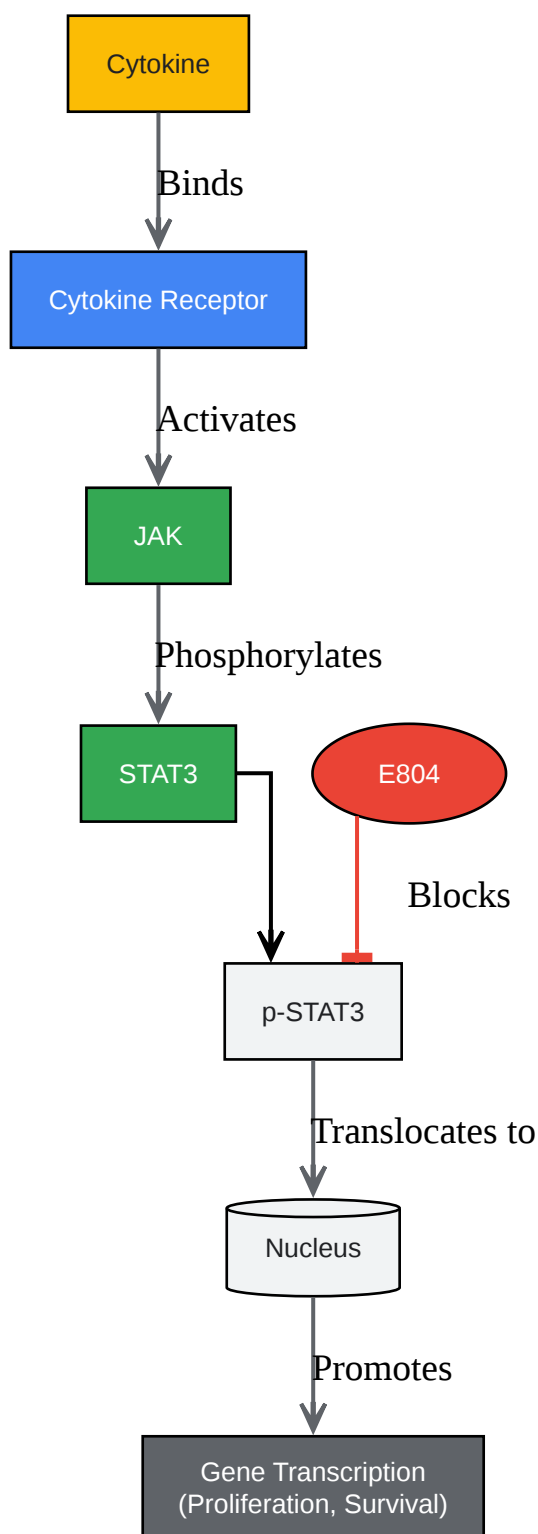 Cytokine
Binds
Cytokine Receptor
Activates
JAK
Phosphorylates
STAT3
E804
Blocks
p-STAT3
Translocates to
Nucleus
Promotes
Gene Transcription
(Proliferation, Survival)